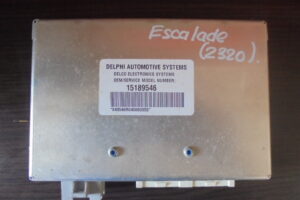 Escalade
(2320).
DELPHI AUTOMOTIVE SYSTEMS
DELCO ELECTRONICS SYSTEMS
OEM/SERVICE MODEL NUMBER:
15189546